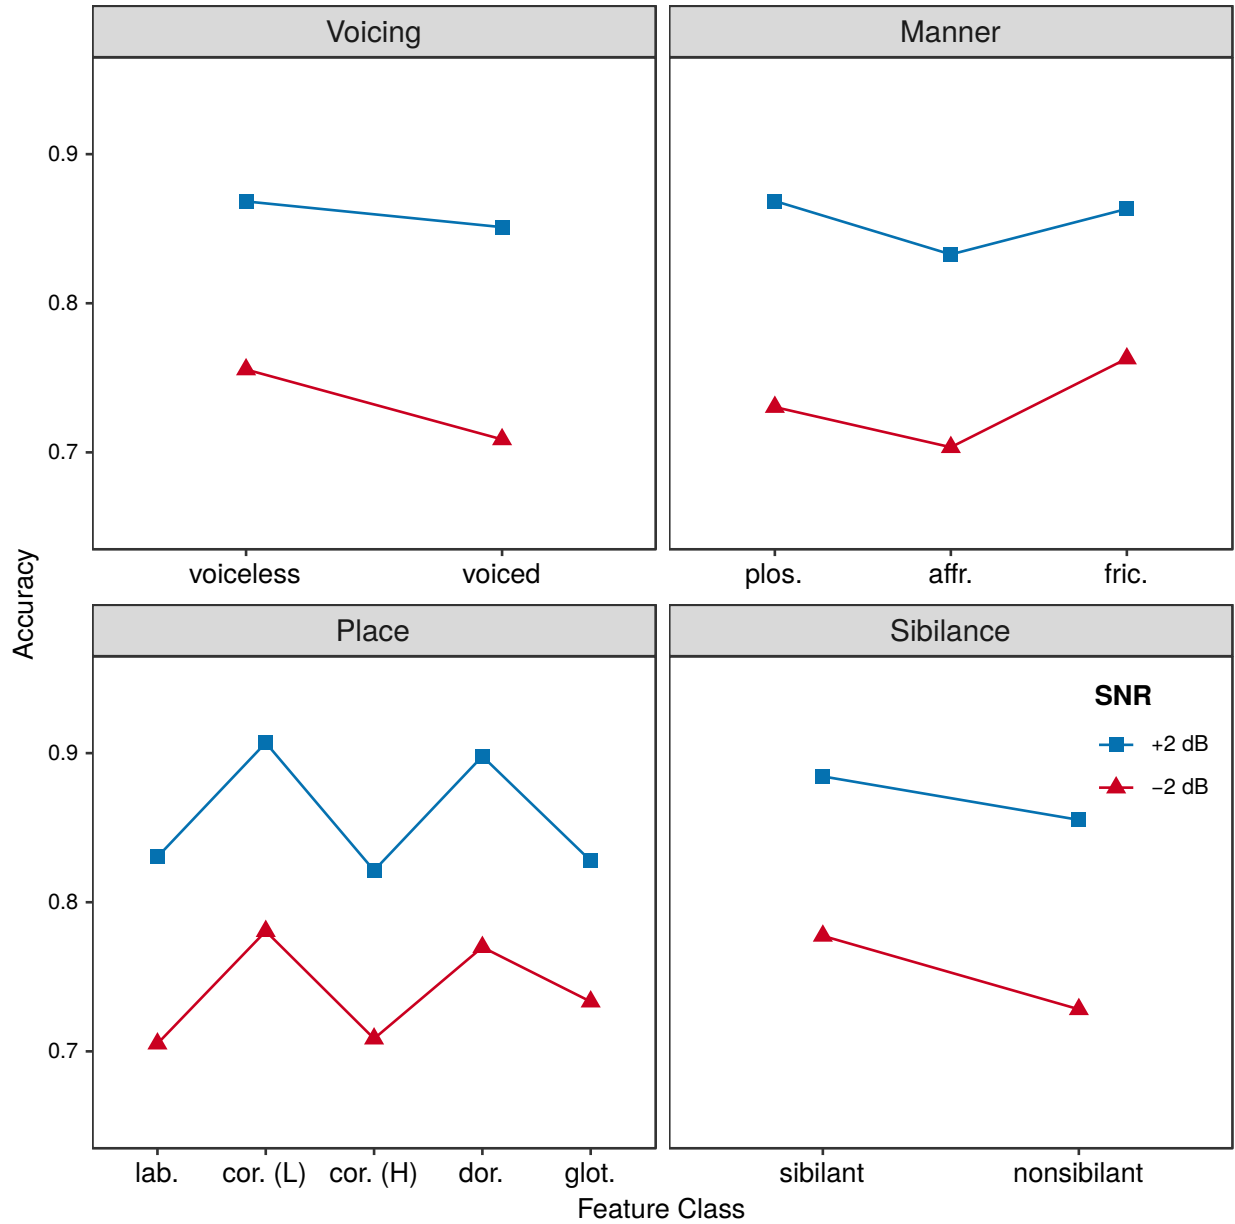 Voicing
Manner
0.9
0.8
0.7
voiceless voiced
plos. affr. fric.
Accuracy
Place
Sibilance
SNR
+2 dB
−2 dB
0.9
0.8
0.7
lab. cor. (L) cor. (H) dor. glot.
sibilant nonsibilant
Feature Class